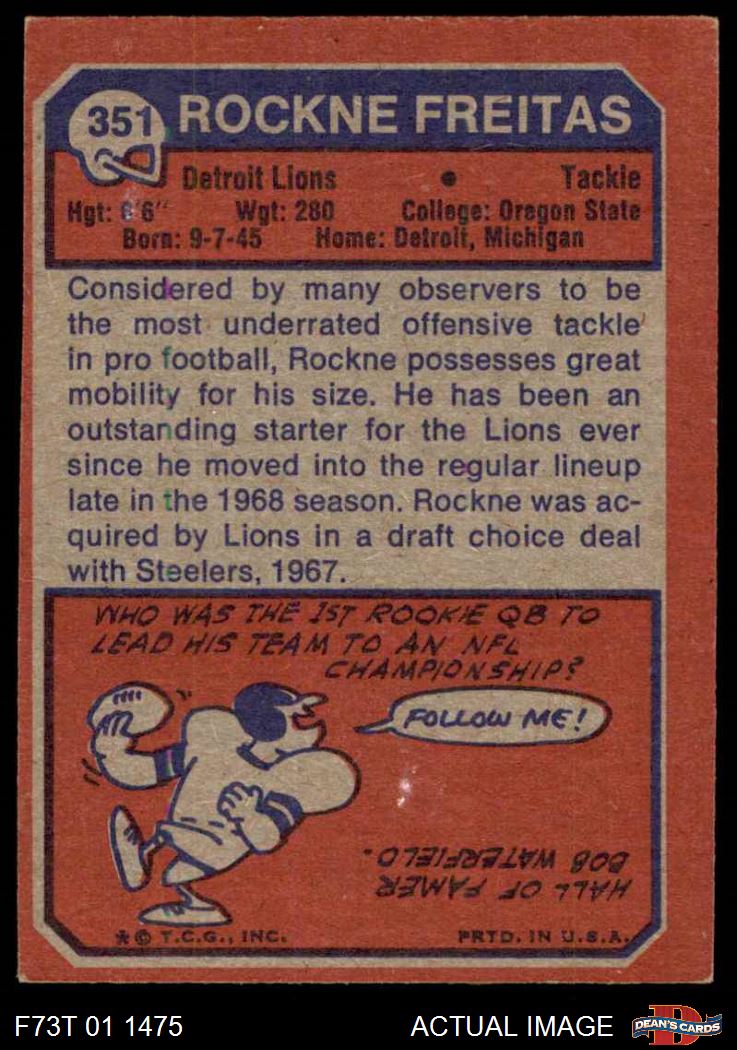 351 ROCKNE FREITAS
Detroit Lions • Tackle
Hgt: 6'6" Wgt: 280 College: Oregon State
Born: 9-7-45 Home: Detroit, Michigan
Considered by many observers to be
the most underrated offensive tackle
in pro football, Rockne possesses great
mobility for his size. He has been an
outstanding starter for the Lions ever
since he moved into the regular lineup
late in the 1968 season. Rockne was ac-
quired by Lions in a draft choice deal
with Steelers, 1967.
WHO WAS THE 1ST ROOKIE QB TO
LEAD HIS TEAM TO AN NFL
CHAMPIONSHIP?
FOLLOW ME!
HALL OF FAMER
BOB WATERFIELD.
* © T.C.G., INC. PRTD. IN U.S.A.
F73T 01 1475 ACTUAL IMAGE DEAN'S CARDS